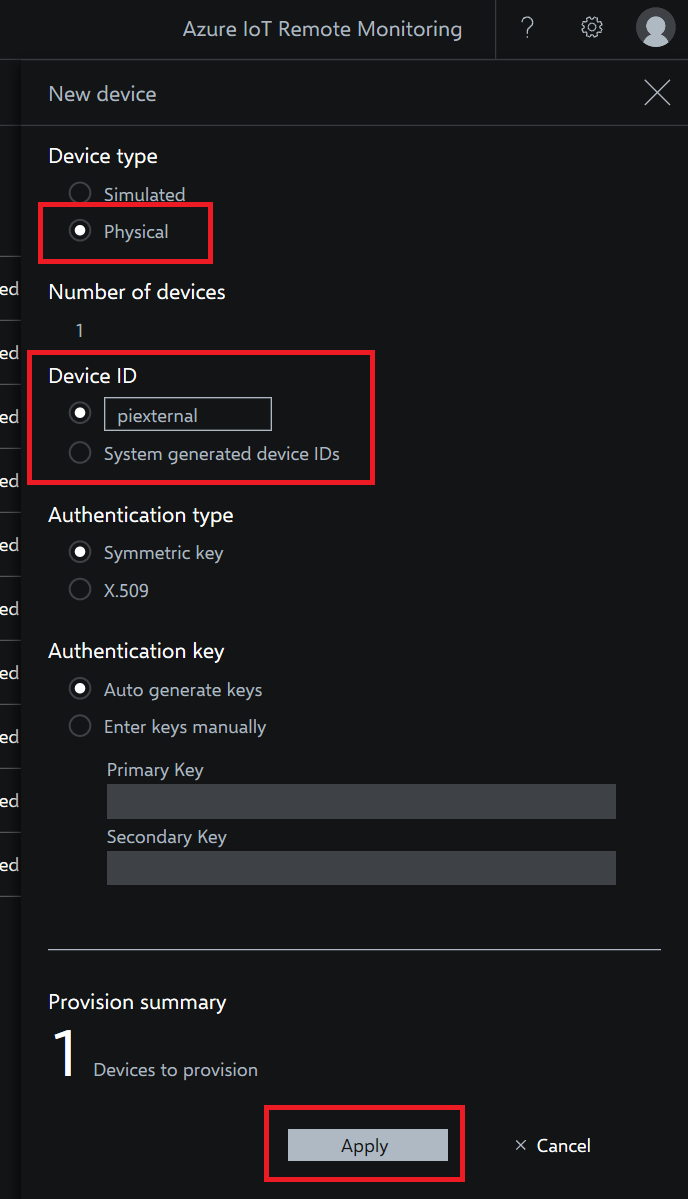 Azure IoT Remote Monitoring
?
New device
Device type
Simulated
Physical
Number of devices
1
Device ID
piexternal
System generated device IDs
Authentication type
Symmetric key
X.509
Authentication key
Auto generate keys
Enter keys manually
Primary Key
Secondary Key
Provision summary
1 Devices to provision
Apply
Cancel
ed
ed
ed
ed
ed
ed
ed
ed
ed
ed